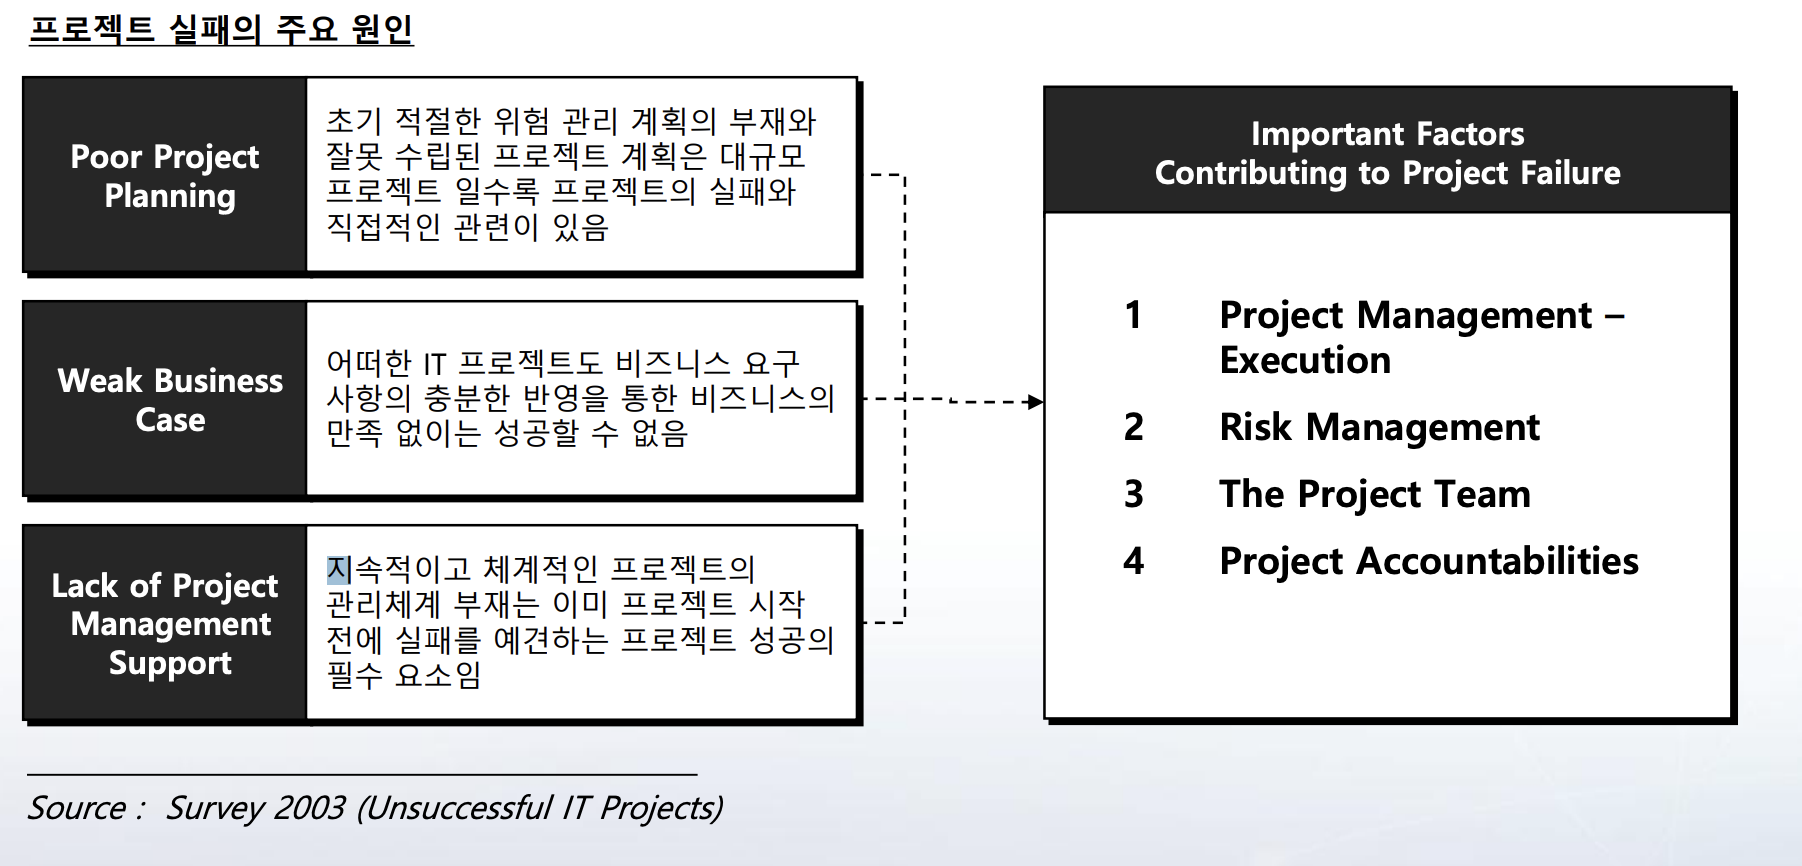 프로젝트 실패의 주요 원인
Poor Project
Planning
초기 적절한 위험 관리 계획의 부재와
잘못 수립된 프로젝트 계획은 대규모
프로젝트 일수록 프로젝트의 실패와
직접적인 관련이 있음
Weak Business
Case
어떠한 IT 프로젝트도 비즈니스 요구
사항의 충분한 반영을 통한 비즈니스의
만족 없이는 성공할 수 없음
Lack of Project
Management
Support
지속적이고 체계적인 프로젝트의
관리체계 부재는 이미 프로젝트 시작
전에 실패를 예견하는 프로젝트 성공의
필수 요소임
Important Factors
Contributing to Project Failure
1 Project Management –
Execution
2 Risk Management
3 The Project Team
4 Project Accountabilities
Source : Survey 2003 (Unsuccessful IT Projects)